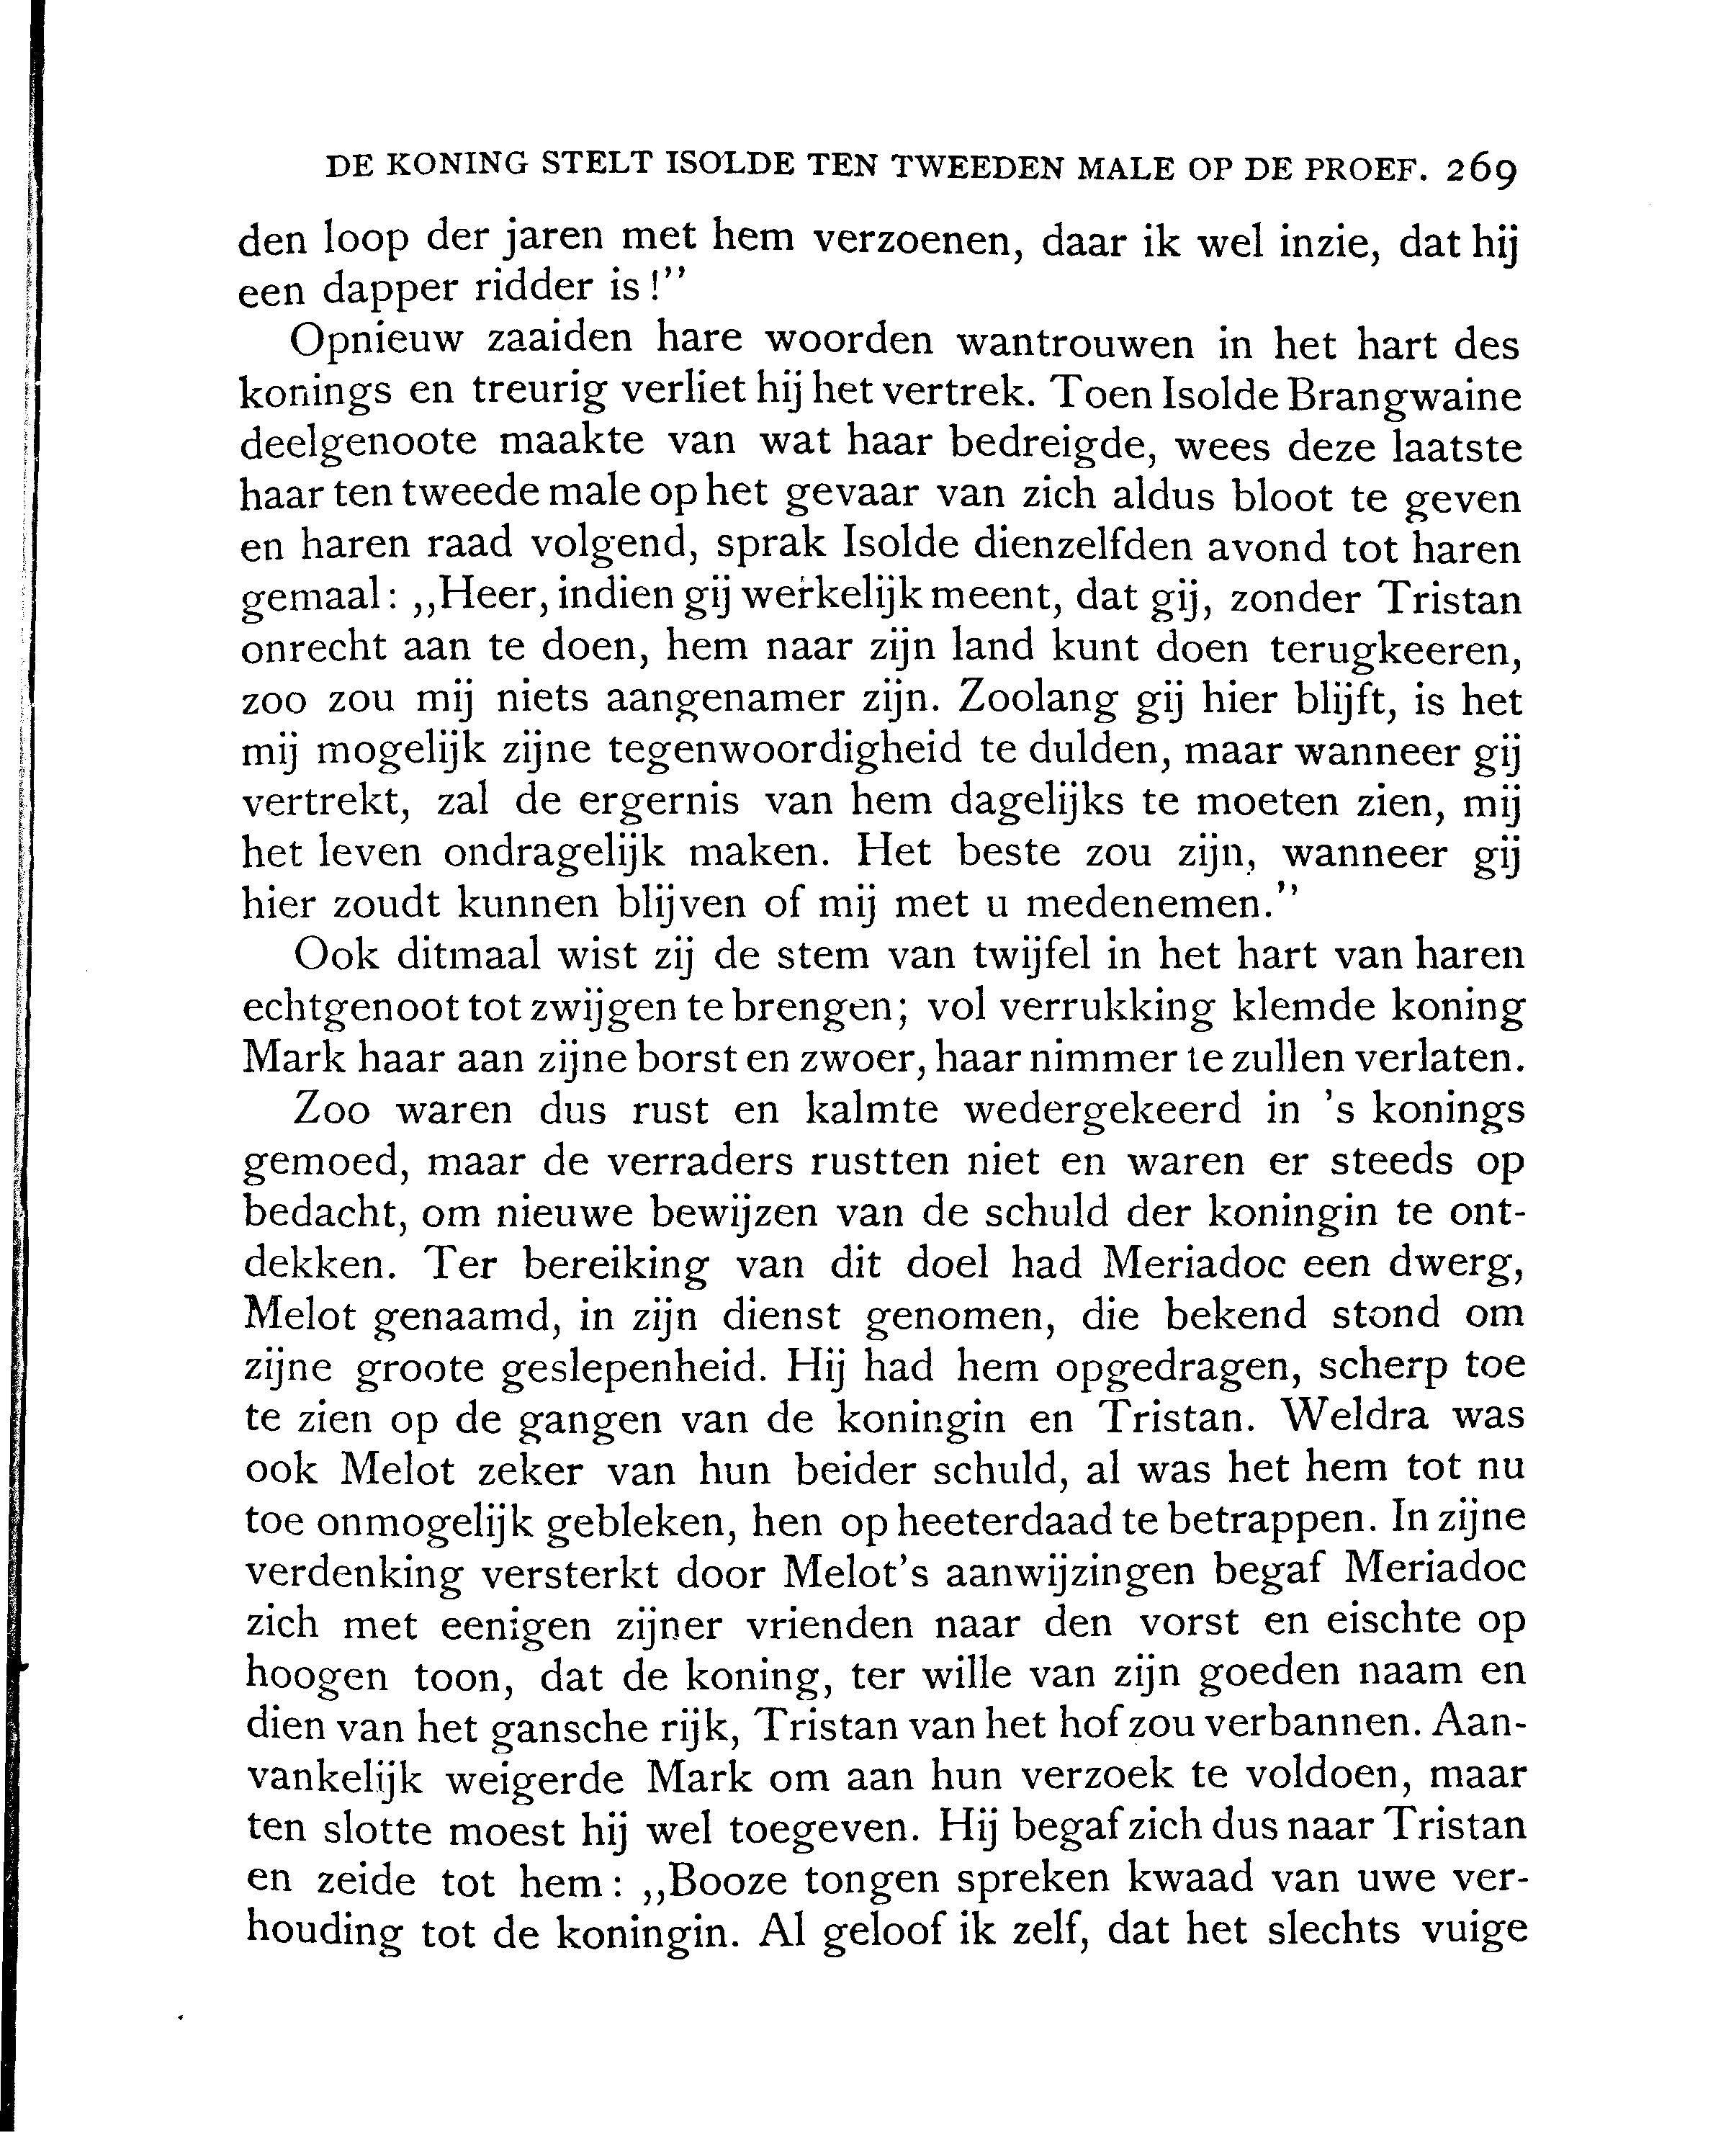 DE KONING STELT ISOLDE TEN TWEEDEN MALE OP DE PROEF. 269
den loop der jaren met hem verzoenen, daar ik wel inzie, dat hij
een dapper ridder is!”
Opnieuw zaaiden hare woorden wantrouwen in het hart des
konings en treurig verliet hij het vertrek. Toen Isolde Brangwaine
deelgenoote maakte van wat haar bedreigde, wees deze laatste
haar ten tweede male op het gevaar van zich aldus bloot te geven
en haren raad volgend, sprak Isolde dienzelfden avond tot haren
gemaal: „Heer, indien gij werkelijk meent, dat gij, zonder Tristan
onrecht aan te doen, hem naar zijn land kunt doen terugkeeren,
zoo zou mij niets aangenamer zijn. Zoolang gij hier blijft, is het
mij mogelijk zijne tegenwoordigheid te dulden, maar wanneer gij
vertrekt, zal de ergernis van hem dagelijks te moeten zien, mij
het leven ondragelijk maken. Het beste zou zijn, wanneer gij
hier zoudt kunnen blijven of mij met u medenemen.”
Ook ditmaal wist zij de stem van twijfel in het hart van haren
echtgenoot tot zwijgen te brengen; vol verrukking klemde koning
Mark haar aan zijne borst en zwoer, haar nimmer te zullen verlaten.
Zoo waren dus rust en kalmte wedergekeerd in 's konings
gemoed, maar de verraders rustten niet en waren er steeds op
bedacht, om nieuwe bewijzen van de schuld der koningin te ont-
dekken. Ter bereiking van dit doel had Meriadoc een dwerg,
Melot genaamd, in zijn dienst genomen, die bekend stond om
zijne groote geslepenheid. Hij had hem opgedragen, scherp toe
te zien op de gangen van de koningin en Tristan. Weldra was
ook Melot zeker van hun beider schuld, al was het hem tot nu
toe onmogelijk gebleken, hen op heeterdaad te betrappen. In zijne
verdenking versterkt door Melot's aanwijzingen begaf Meriadoc
zich met eenigen zijner vrienden naar den vorst en eischte op
hoogen toon, dat de koning, ter wille van zijn goeden naam en
dien van het gansche rijk, Tristan van het hof zou verbannen. Aan-
vankelijk weigerde Mark om aan hun verzoek te voldoen, maar
ten slotte moest hij wel toegeven. Hij begaf zich dus naar Tristan
en zeide tot hem: „Booze tongen spreken kwaad van uwe ver-
houding tot de koningin. Al geloof ik zelf, dat het slechts vuige